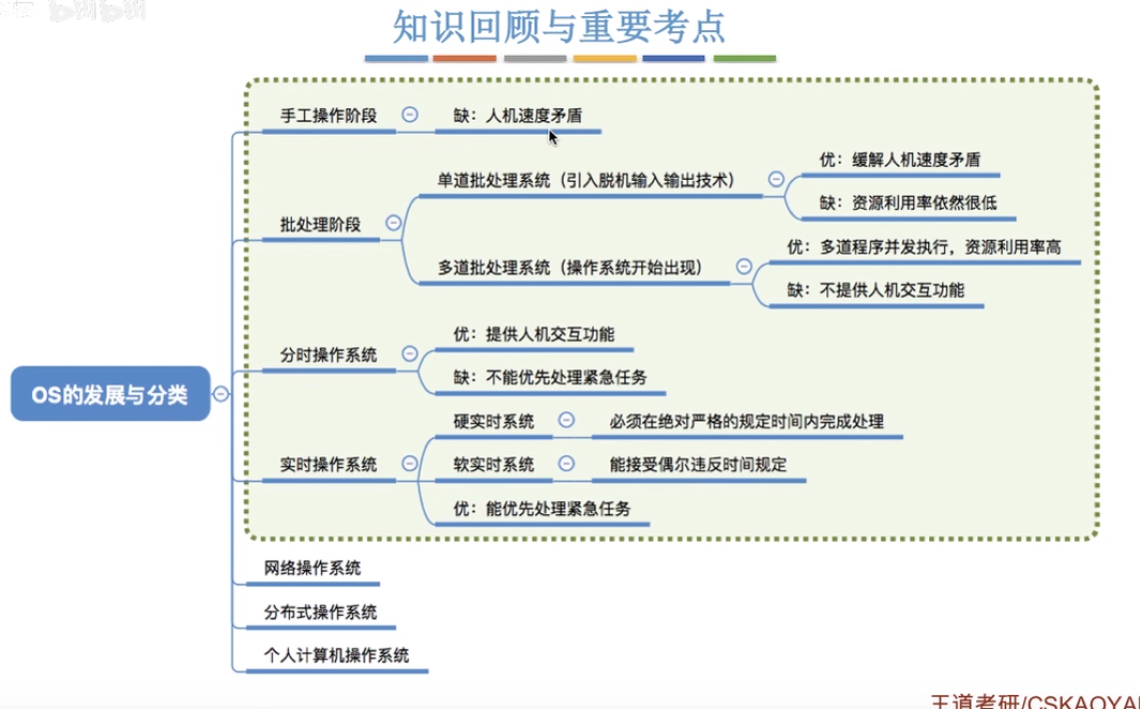 知识回顾与重要考点
手工操作阶段
缺：人机速度矛盾
批处理阶段
单道批处理系统（引入脱机输入输出技术）
优：缓解人机速度矛盾
缺：资源利用率依然很低
多道批处理系统（操作系统开始出现）
优：多道程序并发执行，资源利用率高
缺：不提供人机交互功能
OS的发展与分类
分时操作系统
优：提供人机交互功能
缺：不能优先处理紧急任务
实时操作系统
硬实时系统
必须在绝对严格的规定时间内完成处理
软实时系统
能接受偶尔违反时间规定
优：能优先处理紧急任务
网络操作系统
分布式操作系统
个人计算机操作系统
王道考研/CSKAOYA